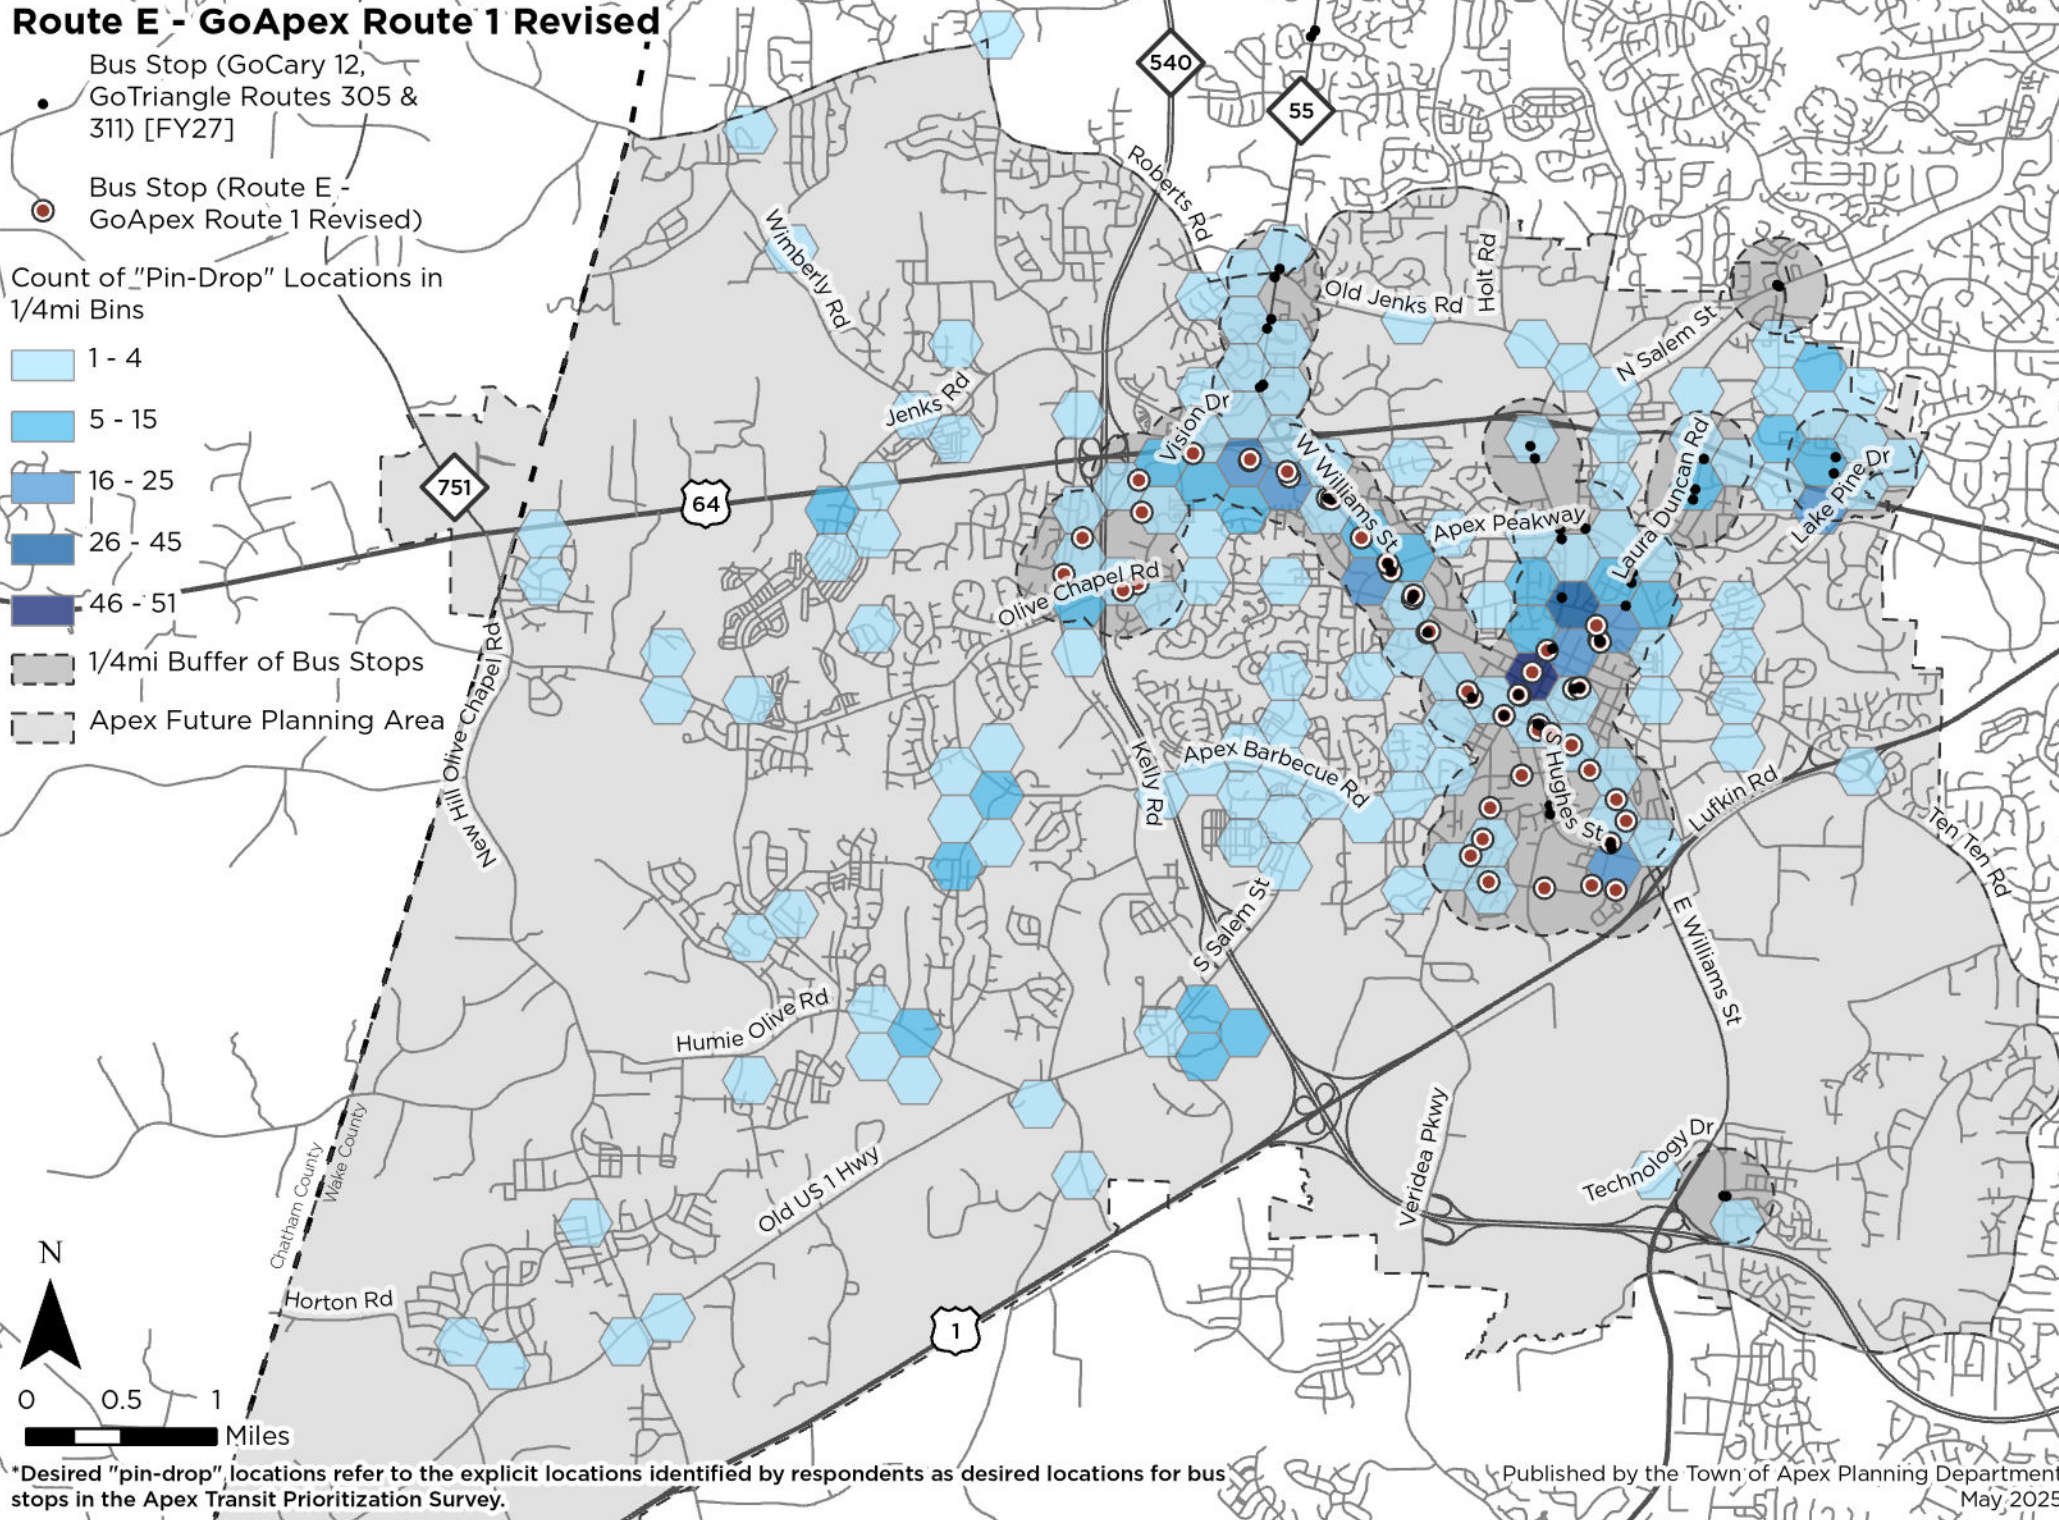 Route E - GoApex Route 1 Revised
Bus Stop (GoCary 12,
GoTriangle Routes 305 &
311) [FY27]
Bus Stop (Route E -
GoApex Route 1 Revised)
Count of "Pin-Drop" Locations in
1/4mi Bins
1 - 4
5 - 15
16 - 25
26 - 45
46 - 51
1/4mi Buffer of Bus Stops
Apex Future Planning Area
540
55
Roberts Rd
Wimberly Rd
Old Jenks Rd
Holt Rd
N Salem St
Jenks Rd
Vision Dr
W Williams St
Laura Duncan Rd
Lake Pine Dr
751
64
Apex Peakway
Olive Chapel Rd
New Hill Olive Chapel Rd
Kelly Rd
Apex Barbecue Rd
S Hughes St
Lufkin Rd
Ten Ten Rd
S Salem St
E Williams St
Humie Olive Rd
Chatham County
Wake County
Old US 1 Hwy
Veridea Pkwy
Technology Dr
Horton Rd
1
N
0 0.5 1
Miles
*Desired "pin-drop" locations refer to the explicit locations identified by respondents as desired locations for bus
stops in the Apex Transit Prioritization Survey.
Published by the Town of Apex Planning Department
May 2025